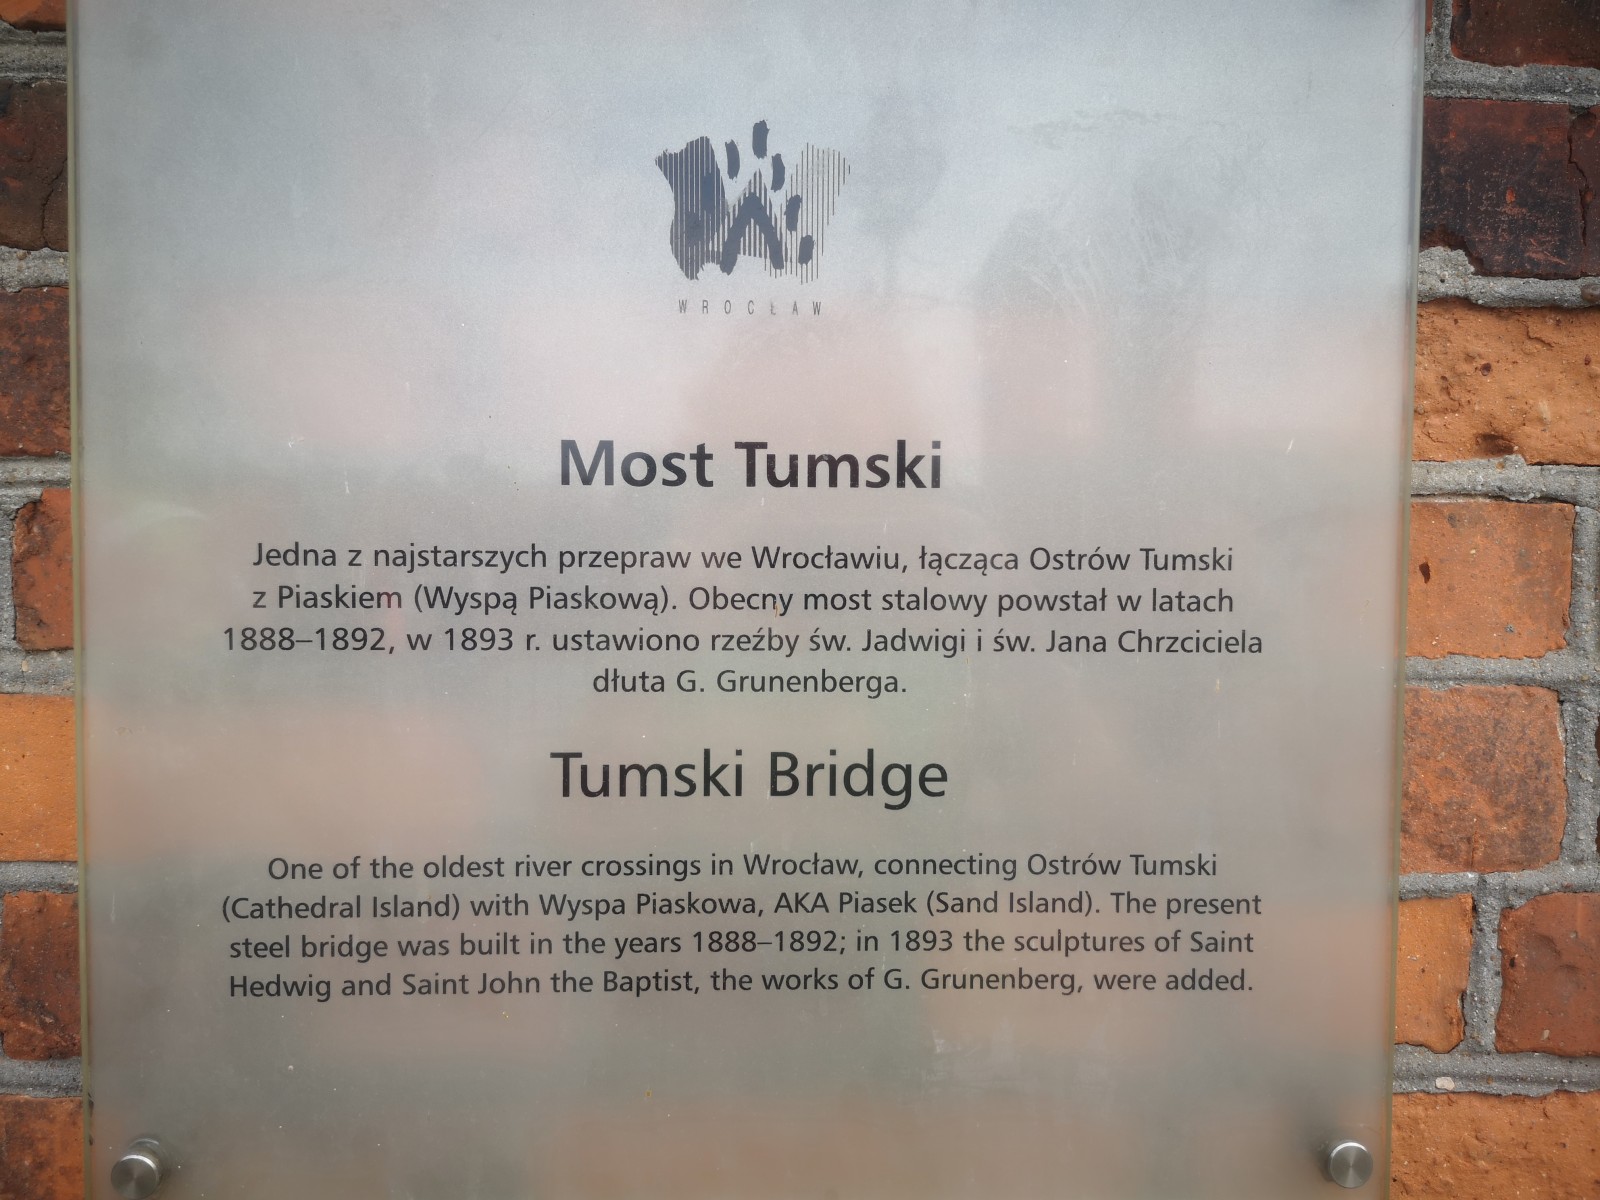 WROCŁAW
Most Tumski
Jedna z najstarszych przepraw we Wrocławiu, łącząca Ostrów Tumski
z Piaskiem (Wyspą Piaskową). Obecny most stalowy powstał w latach
1888–1892, w 1893 r. ustawiono rzeźby św. Jadwigi i św. Jana Chrzciciela
dłuta G. Grunenberga.
Tumski Bridge
One of the oldest river crossings in Wrocław, connecting Ostrów Tumski
(Cathedral Island) with Wyspa Piaskowa, AKA Piasek (Sand Island). The present
steel bridge was built in the years 1888–1892; in 1893 the sculptures of Saint
Hedwig and Saint John the Baptist, the works of G. Grunenberg, were added.